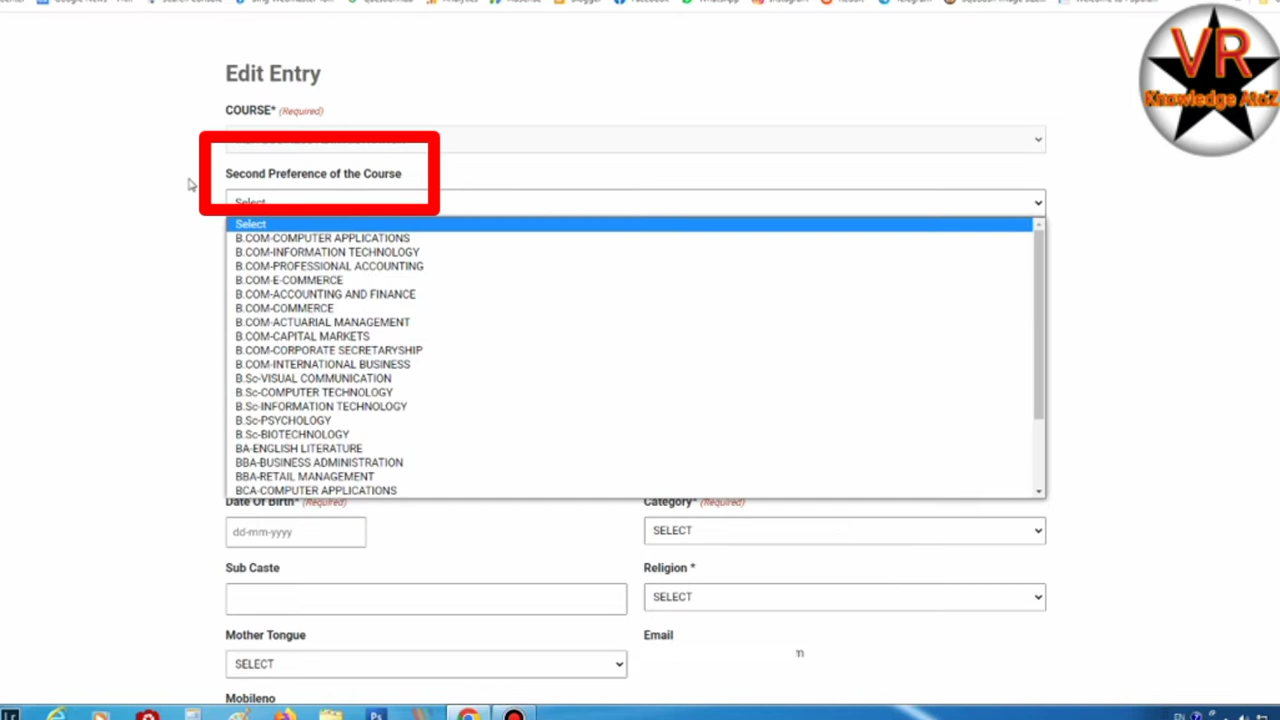 VR
Knowledge AtoZ
Edit Entry
COURSE* (Required)
Second Preference of the Course
Select
Select
B.COM-COMPUTER APPLICATIONS
B.COM-INFORMATION TECHNOLOGY
B.COM-PROFESSIONAL ACCOUNTING
B.COM-E-COMMERCE
B.COM-ACCOUNTING AND FINANCE
B.COM-COMMERCE
B.COM-ACTUARIAL MANAGEMENT
B.COM-CAPITAL MARKETS
B.COM-CORPORATE SECRETARYSHIP
B.COM-INTERNATIONAL BUSINESS
B.Sc-VISUAL COMMUNICATION
B.Sc-COMPUTER TECHNOLOGY
B.Sc-INFORMATION TECHNOLOGY
B.Sc-PSYCHOLOGY
B.Sc-BIOTECHNOLOGY
BA-ENGLISH LITERATURE
BBA-BUSINESS ADMINISTRATION
BBA-RETAIL MANAGEMENT
BCA-COMPUTER APPLICATIONS
Date Of Birth* (Required) Category* (Required)
dd-mm-yyyy SELECT
Sub Caste Religion *
SELECT
Mother Tongue Email
SELECT m
Mobileno